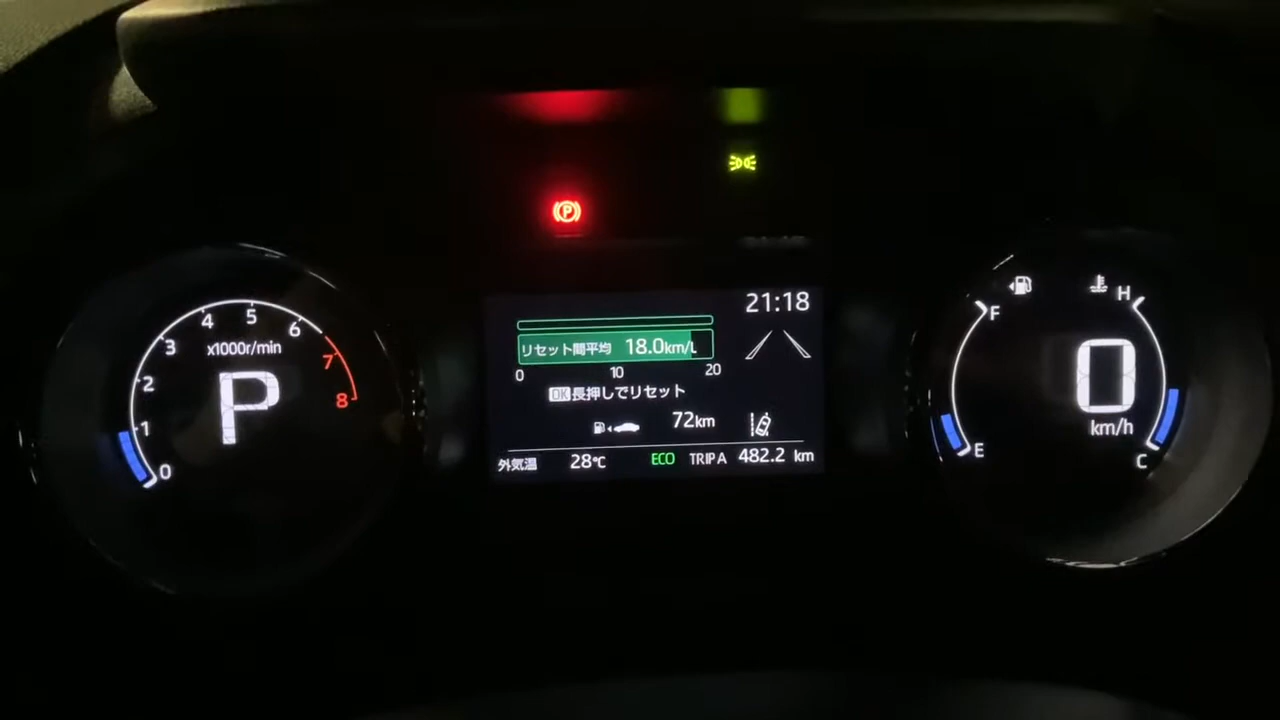 21:18
リセット間平均 18.0km/L
0 10 20
OK長押しでリセット
72km
外気温 28℃ ECO TRIP A 482.2 km
0 1 2 3 4 5 6 7 8
x1000r/min
P
F
E
H
C
0
km/h
P